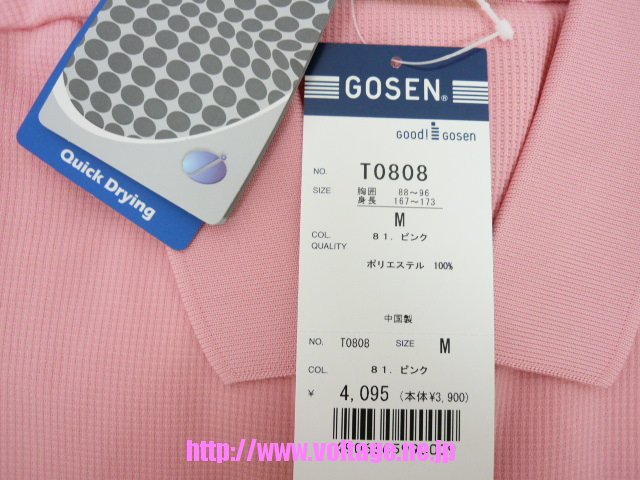 Quick Drying
GOSEN®
GOOD! GOSEN
NO. T0808
SIZE 胸囲 88～96
身長 167～173
M
COL. 81. ピンク
QUALITY
ポリエステル 100%
中国製
NO. T0808 SIZE M
COL. 81. ピンク
¥ 4,095 (本体¥3,900)
http://www.voltage.ne.jp